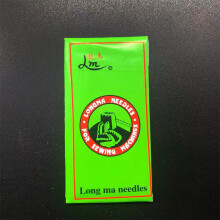 Lm
LONGMA NEEDLES
FOR SEWING MACHINES
Long ma needles